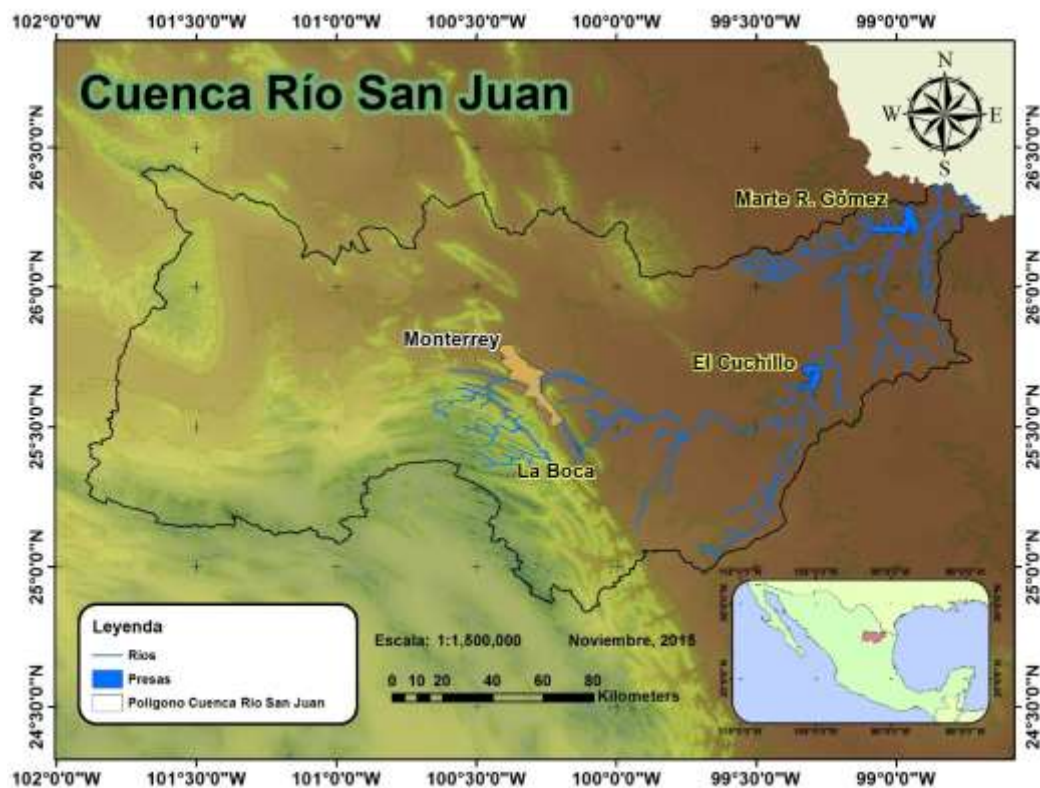 102°0'0"W 101°30'0"W 101°0'0"W 100°30'0"W 100°0'0"W 99°30'0"W 99°0'0"W
Cuenca Río San Juan
N
W E
S
26°30'0"N 26°30'0"N
Marte R. Gómez
26°0'0"N 26°0'0"N
Monterrey
El Cuchillo
25°30'0"N 25°30'0"N
La Boca
25°0'0"N 25°0'0"N
Leyenda
Ríos
Presas
Polígono Cuenca Río San Juan
Escala: 1:1,500,000 Noviembre, 2015
0 10 20 40 60 80
Kilometers
24°30'0"N 24°30'0"N
102°0'0"W 101°30'0"W 101°0'0"W 100°30'0"W 100°0'0"W 99°30'0"W 99°0'0"W